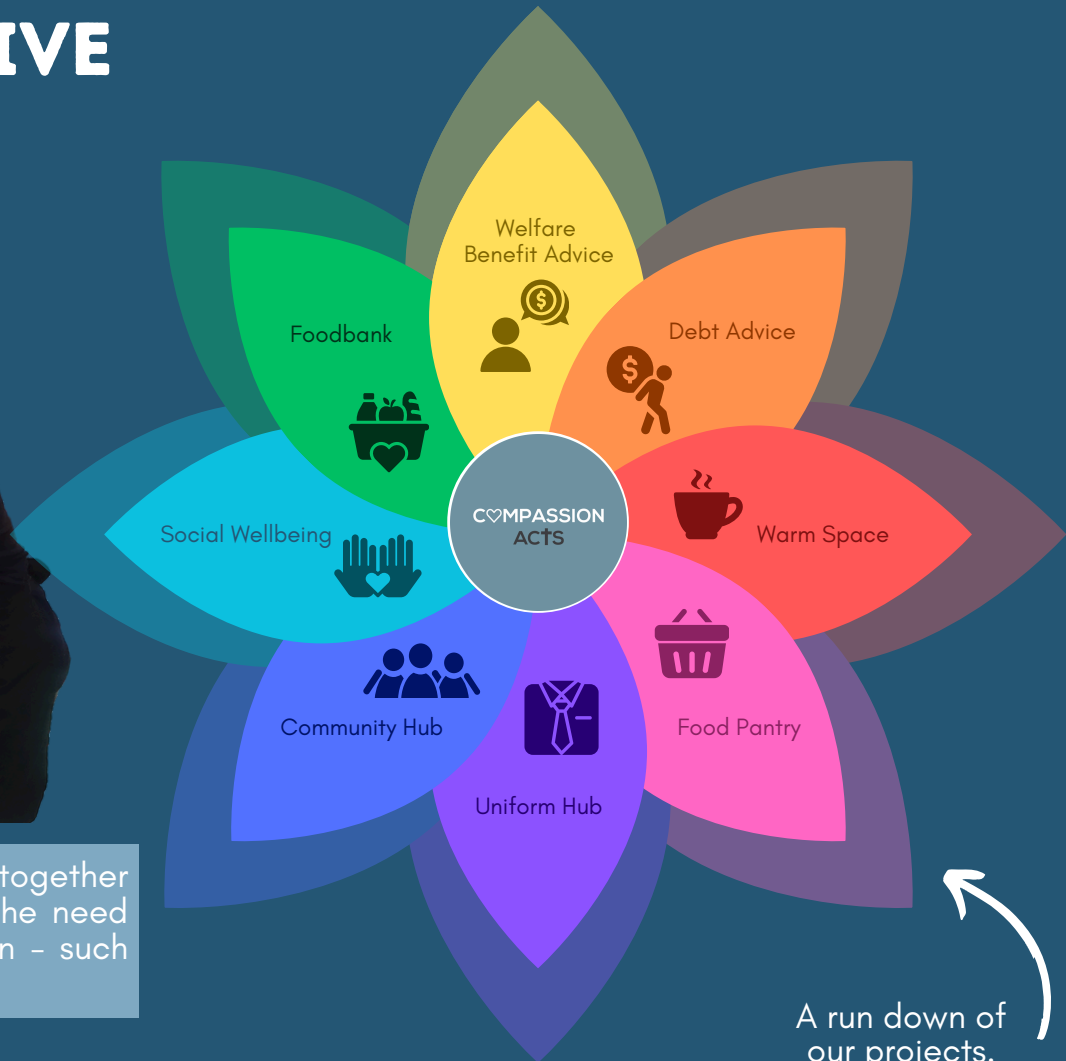 IVE
Welfare
Benefit Advice
Debt Advice
Foodbank
Warm Space
Social Wellbeing
COMPASSION
ACTS
Community Hub
Food Pantry
Uniform Hub
together
he need
n - such
A run down of
our projects.